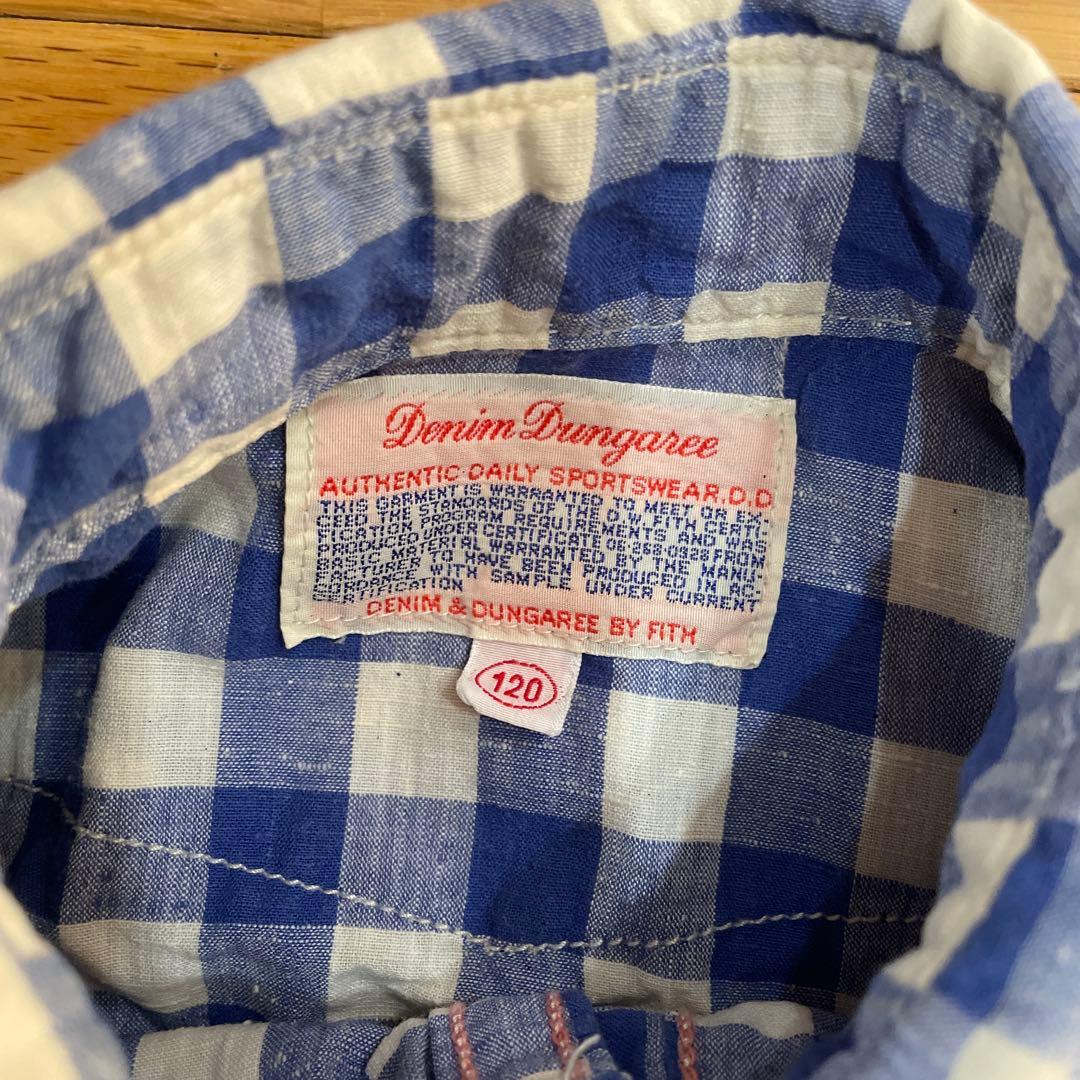 Denim Dungaree
AUTHENTIC DAILY SPORTSWEAR.D.D
THIS GARMENT IS WARRANTED TO MEET OR EX-
CEED THE STANDARDS OF THE J.W. FITH CERTI-
FICATION PROGRAM REQUIREMENTS AND WAS
PRODUCED UNDER CERTIFICATE
MATERIAL WARRANTED BY THE MANU-
FACTURER TO HAVE BEEN PRODUCED IN AC-
CORDANCE WITH SAMPLE UNDER CURRENT
CERTIFICATION
DENIM & DUNGAREE BY FITH
120